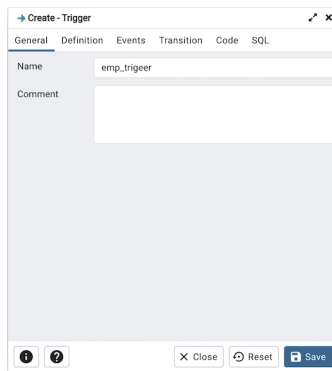 Create - Trigger
General Definition Events Transition Code SQL
Name emp_trigeer
Comment
Close Reset Save